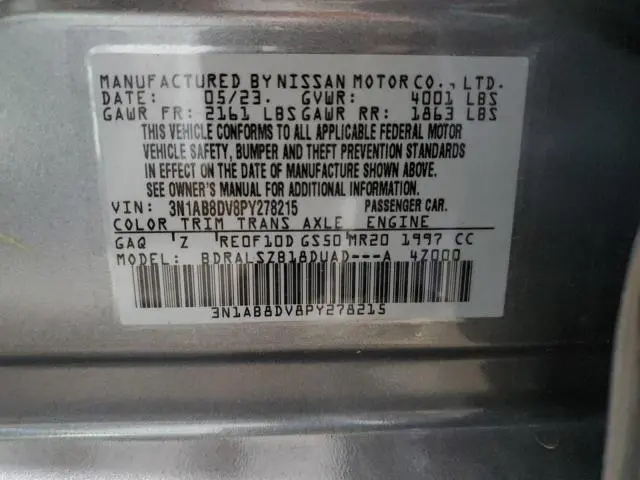 MANUFACTURED BY NISSAN MOTOR CO., LTD.
DATE: 05/23. GVWR: 4001 LBS
GAWR FR: 2161 LBS GAWR RR: 1863 LBS
THIS VEHICLE CONFORMS TO ALL APPLICABLE FEDERAL MOTOR
VEHICLE SAFETY, BUMPER AND THEFT PREVENTION STANDARDS
IN EFFECT ON THE DATE OF MANUFACTURE SHOWN ABOVE.
SEE OWNER'S MANUAL FOR ADDITIONAL INFORMATION.
VIN: 3N1AB8DV8PY278215 PASSENGER CAR.
COLOR TRIM TRANS AXLE ENGINE
GAQ Z RE0F10D GS50 MR20 1997 CC
MODEL: BDRALSZB18DUAD---A 4Z000
3N1AB8DV8PY278215